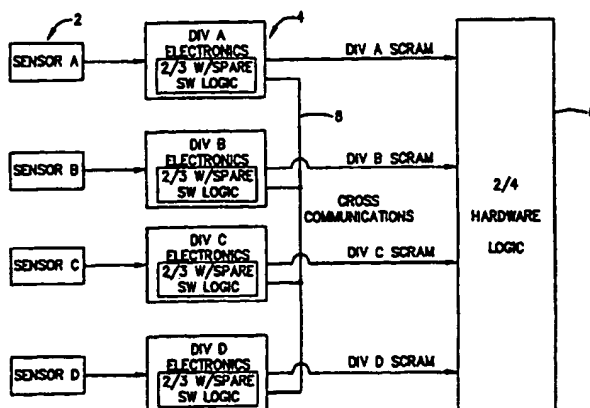 2
4
SENSOR A
DIV A
ELECTRONICS
2/3 W/SPARE
SW LOGIC
DIV A SCRAM
8
SENSOR B
DIV B
ELECTRONICS
2/3 W/SPARE
SW LOGIC
DIV B SCRAM
CROSS
COMMUNICATIONS
2/4
HARDWARE
LOGIC
SENSOR C
DIV C
ELECTRONICS
2/3 W/SPARE
SW LOGIC
DIV C SCRAM
SENSOR D
DIV D
ELECTRONICS
2/3 W/SPARE
SW LOGIC
DIV D SCRAM